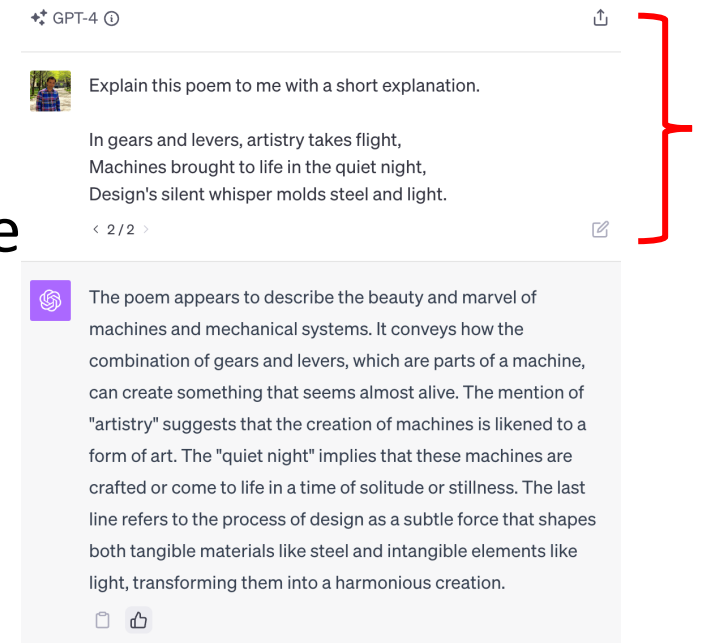 GPT-4
Explain this poem to me with a short explanation.
In gears and levers, artistry takes flight,
Machines brought to life in the quiet night,
Design's silent whisper molds steel and light.
e
< 2/2 >
The poem appears to describe the beauty and marvel of
machines and mechanical systems. It conveys how the
combination of gears and levers, which are parts of a machine,
can create something that seems almost alive. The mention of
"artistry" suggests that the creation of machines is likened to a
form of art. The "quiet night" implies that these machines are
crafted or come to life in a time of solitude or stillness. The last
line refers to the process of design as a subtle force that shapes
both tangible materials like steel and intangible elements like
light, transforming them into a harmonious creation.